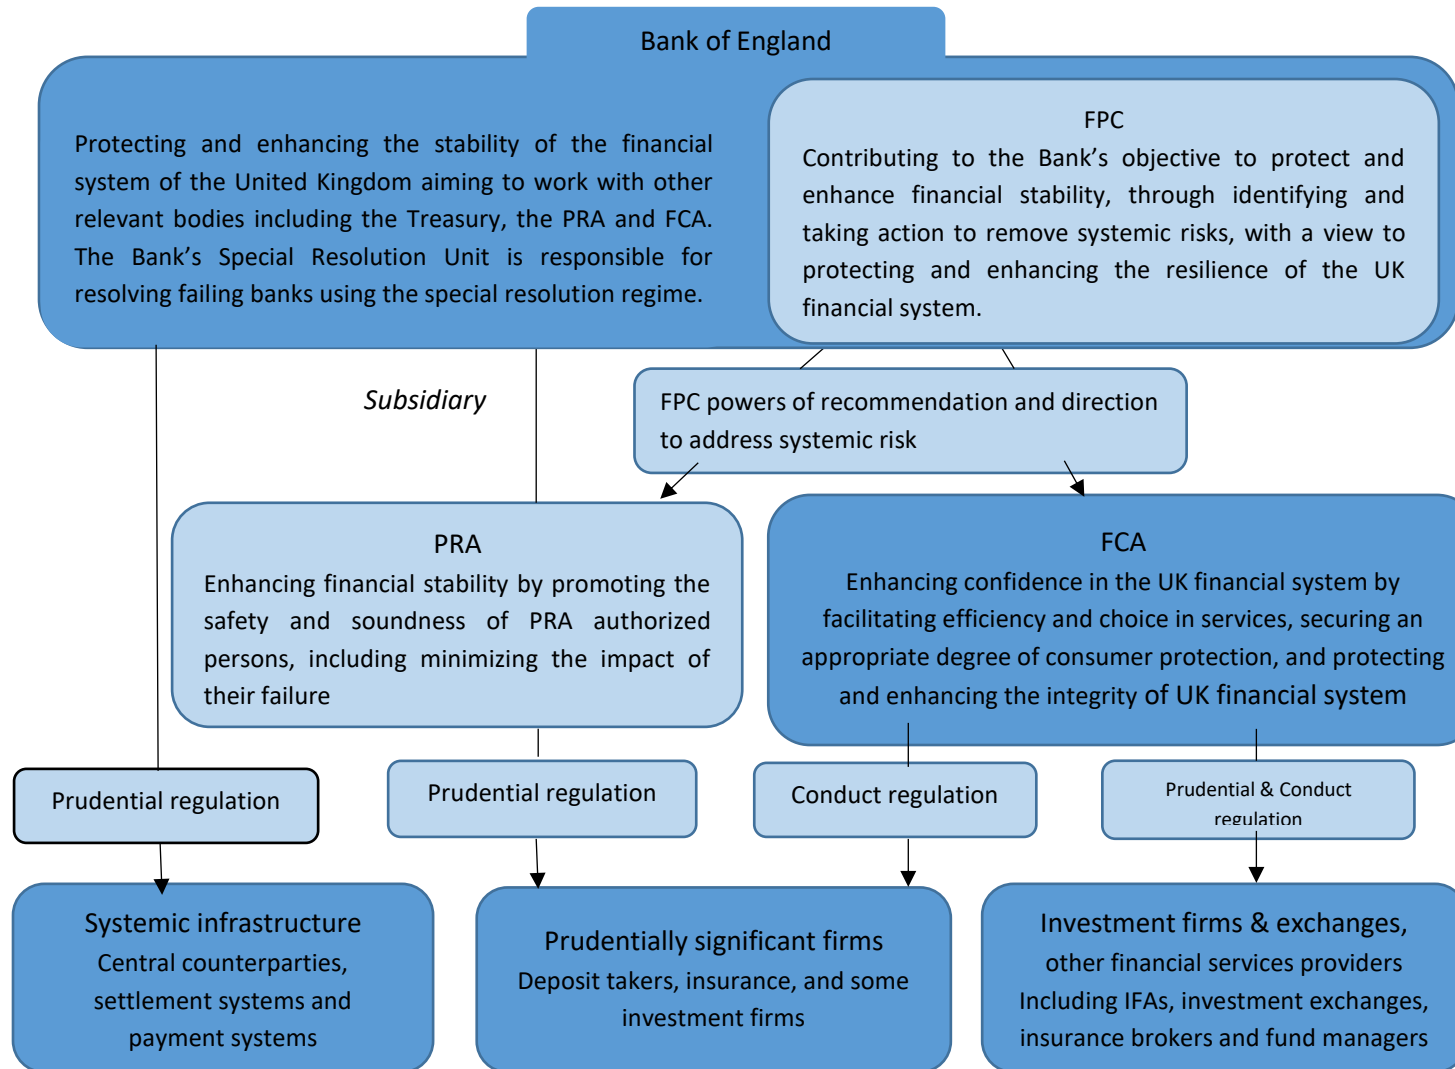 Bank of England
Protecting and enhancing the stability of the financial
system of the United Kingdom aiming to work with other
relevant bodies including the Treasury, the PRA and FCA.
The Bank's Special Resolution Unit is responsible for
resolving failing banks using the special resolution regime.
FPC
Contributing to the Bank's objective to protect and
enhance financial stability, through identifying and
taking action to remove systemic risks, with a view to
protecting and enhancing the resilience of the UK
financial system.
Subsidiary
FPC powers of recommendation and direction
to address systemic risk
PRA
Enhancing financial stability by promoting the
safety and soundness of PRA authorized
persons, including minimizing the impact of
their failure
FCA
Enhancing confidence in the UK financial system by
facilitating efficiency and choice in services, securing an
appropriate degree of consumer protection, and protecting
and enhancing the integrity of UK financial system
Prudential regulation
Prudential regulation
Conduct regulation
Prudential & Conduct
regulation
Systemic infrastructure
Central counterparties,
settlement systems and
payment systems
Prudentially significant firms
Deposit takers, insurance, and some
investment firms
Investment firms & exchanges,
other financial services providers
Including IFAs, investment exchanges,
insurance brokers and fund managers